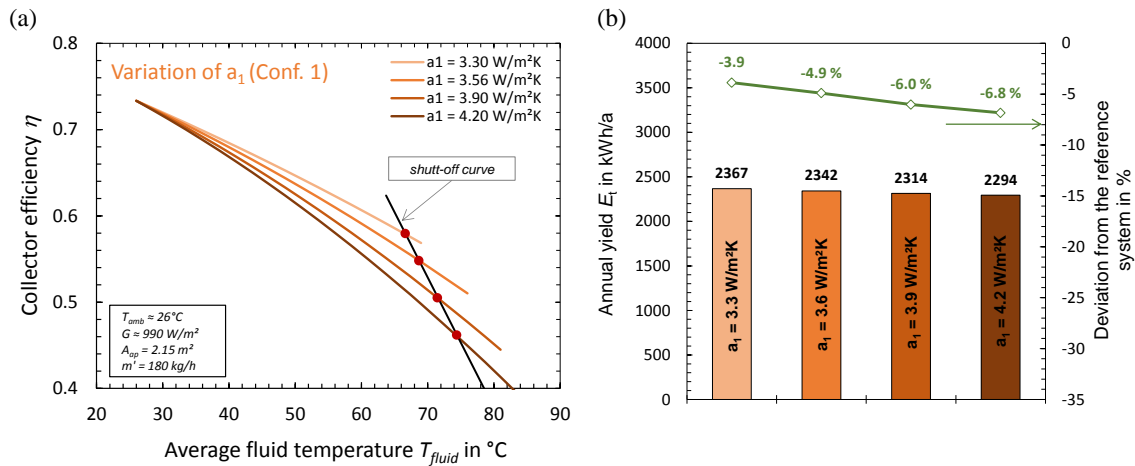 (a)
0.8
0.7
0.6
0.5
0.4
20 30 40 50 60 70 80 90
Collector efficiency η
Average fluid temperature T_fluid in °C
Variation of a₁ (Conf. 1)
a1 = 3.30 W/m²K
a1 = 3.56 W/m²K
a1 = 3.90 W/m²K
a1 = 4.20 W/m²K
shutt-off curve
T_amb ≈ 26°C
G ≈ 990 W/m²
A_ap = 2.15 m²
m' = 180 kg/h
(b)
4000
3500
3000
2500
2000
1500
1000
500
0
Annual yield E_t in kWh/a
-3.9
-4.9 %
-6.0 %
-6.8 %
2367
2342
2314
2294
a₁ = 3.3 W/m²K
a₁ = 3.6 W/m²K
a₁ = 3.9 W/m²K
a₁ = 4.2 W/m²K
0
-5
-10
-15
-20
-25
-30
-35
Deviation from the reference
system in %